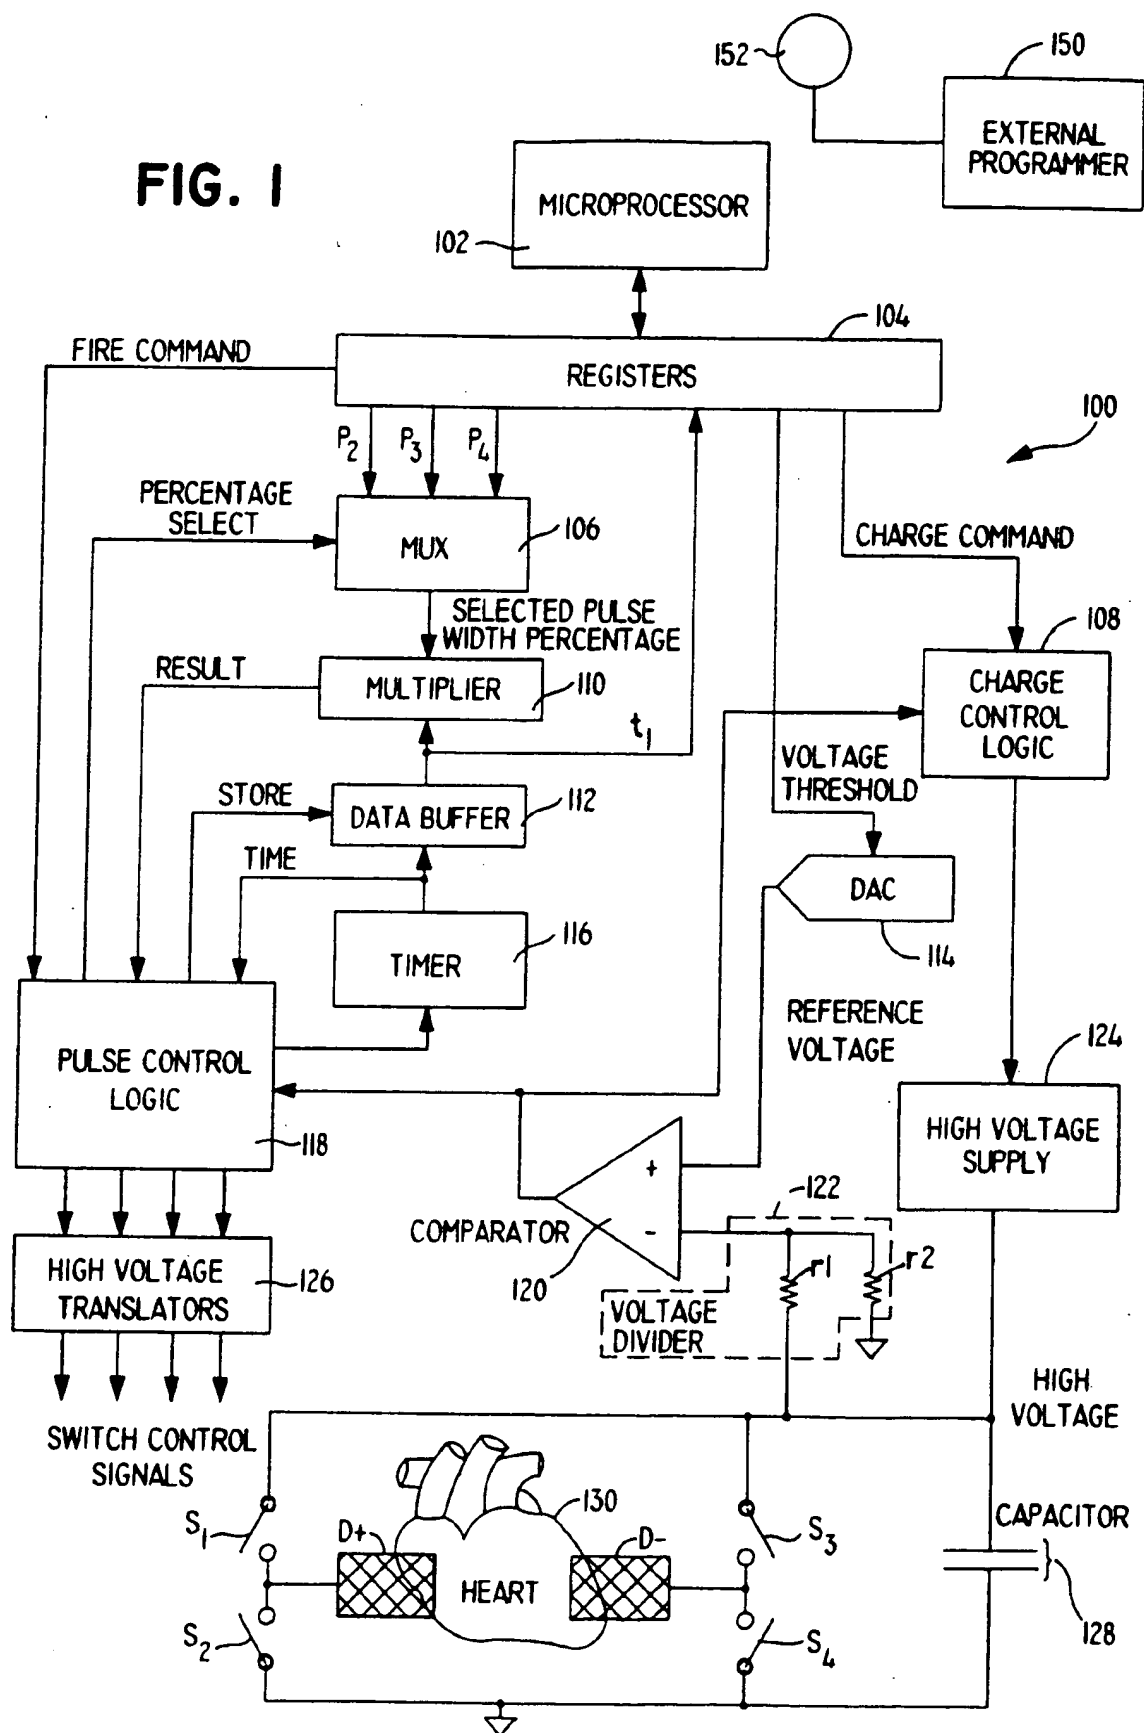 152
150
EXTERNAL
PROGRAMMER
FIG. 1
MICROPROCESSOR
102
104
FIRE COMMAND
REGISTERS
100
P2
P3
P4
PERCENTAGE
SELECT
MUX
106
CHARGE COMMAND
SELECTED PULSE
WIDTH PERCENTAGE
108
RESULT
MULTIPLIER
110
CHARGE
CONTROL
LOGIC
t1
VOLTAGE
THRESHOLD
STORE
DATA BUFFER
112
TIME
DAC
114
TIMER
116
REFERENCE
VOLTAGE
124
PULSE CONTROL
LOGIC
118
HIGH VOLTAGE
SUPPLY
+
-
122
COMPARATOR
120
r1
r2
HIGH VOLTAGE
TRANSLATORS
126
VOLTAGE
DIVIDER
HIGH
VOLTAGE
SWITCH CONTROL
SIGNALS
130
S1
D+
D-
S3
CAPACITOR
HEART
128
S2
S4